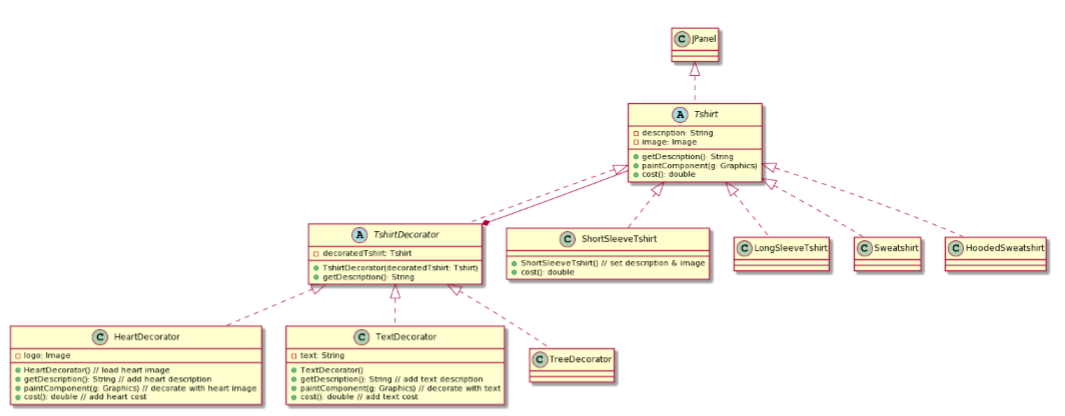 C JPanel
A Tshirt
description: String
image: Image
getDescription(): String
paintComponent(g: Graphics)
cost(): double
A TshirtDecorator
decoratedTshirt: Tshirt
TshirtDecorator(decoratedTshirt: Tshirt)
getDescription(): String
C ShortSleeveTshirt
ShortSleeveTshirt() // set description & image
cost(): double
C LongSleeveTshirt
C Sweatshirt
C HoodedSweatshirt
C HeartDecorator
logo: Image
HeartDecorator() // load heart image
getDescription(): String // add heart description
paintComponent(g: Graphics) // decorate with heart image
cost(): double // add heart cost
C TextDecorator
text: String
TextDecorator()
getDescription(): String // add text description
paintComponent(g: Graphics) // decorate with text
cost(): double // add text cost
C TreeDecorator